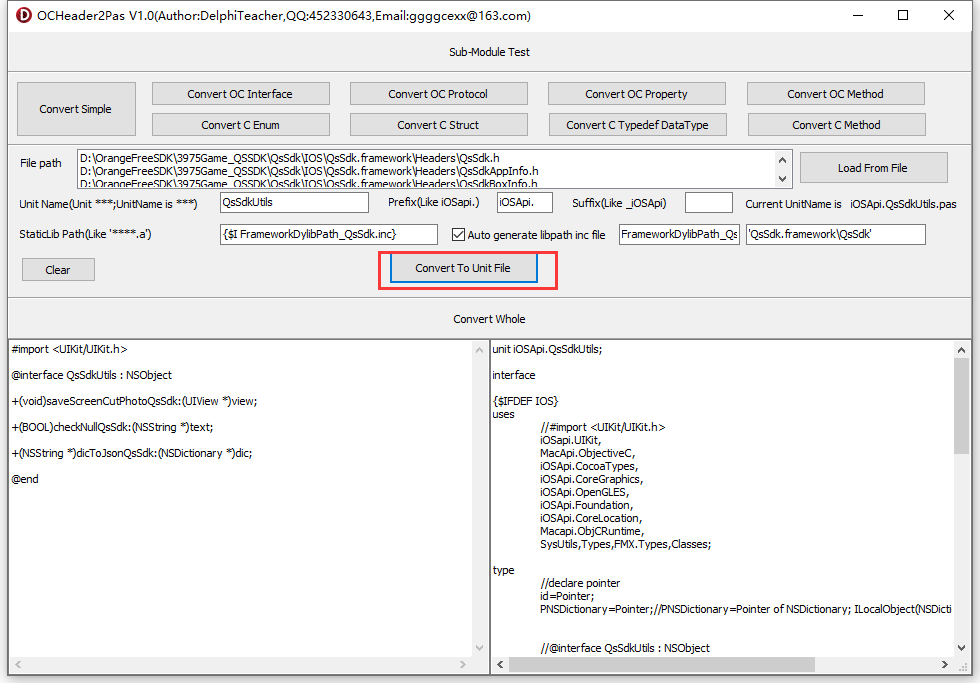 OCHeader2Pas V1.0(Author:DelphiTeacher,QQ:452330643,Email:ggggcexx@163.com)
Sub-Module Test
Convert Simple
Convert OC Interface
Convert OC Protocol
Convert OC Property
Convert OC Method
Convert C Enum
Convert C Struct
Convert C Typedef DataType
Convert C Method
File path
D:\OrangeFreeSDK\3975Game_QSSDK\QsSdk\IOS\QsSdk.framework\Headers\QsSdk.h
D:\OrangeFreeSDK\3975Game_QSSDK\QsSdk\IOS\QsSdk.framework\Headers\QsSdkAppInfo.h
D:\OrangeFreeSDK\3975Game_QSSDK\QsSdk\IOS\QsSdk.framework\Headers\QsSdkBoxInfo.h
Load From File
Unit Name(Unit ***;UnitName is ***)
QsSdkUtils
Prefix(Like iOSapi.)
iOSApi.
Suffix(Like _iOSApi)
Current UnitName is iOSApi.QsSdkUtils.pas
StaticLib Path(Like '****.a')
{$I FrameworkDylibPath_QsSdk.inc}
Auto generate libpath inc file
FrameworkDylibPath_Qs
'QsSdk.framework\QsSdk'
Clear
Convert To Unit File
Convert Whole
#import <UIKit/UIKit.h>
@interface QsSdkUtils : NSObject
+(void)saveScreenCutPhotoQsSdk:(UIView *)view;
+(BOOL)checkNullQsSdk:(NSString *)text;
+(NSString *)dicToJsonQsSdk:(NSDictionary *)dic;
@end
unit iOSApi.QsSdkUtils;
interface
{$IFDEF IOS}
uses
//#import <UIKit/UIKit.h>
iOSapi.UIKit,
MacApi.ObjectiveC,
iOSApi.CocoaTypes,
iOSApi.CoreGraphics,
iOSApi.OpenGLES,
iOSApi.Foundation,
iOSApi.CoreLocation,
Macapi.ObjCRuntime,
SysUtils,Types,FMX.Types,Classes;
type
//declare pointer
id=Pointer;
PNSDictionary=Pointer;//PNSDictionary=Pointer of NSDictionary; ILocalObject(NSDicti
//@interface QsSdkUtils : NSObject